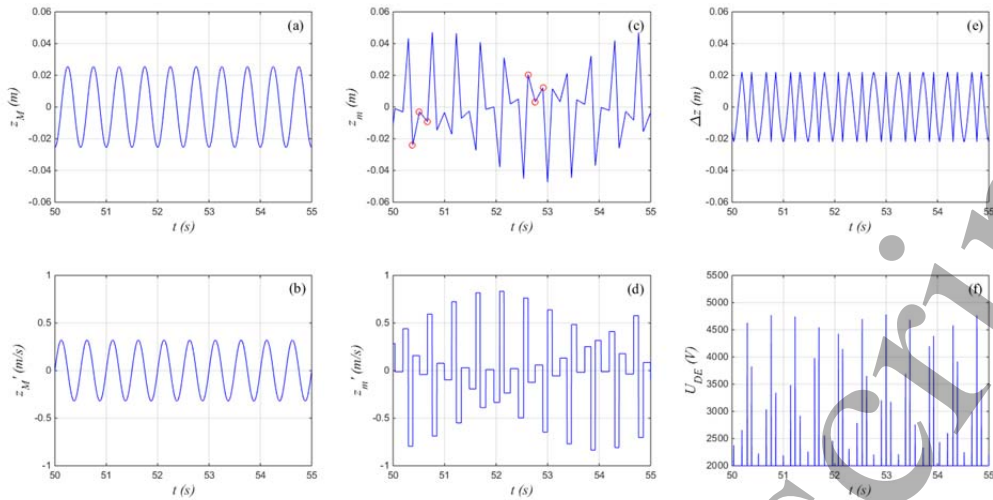 (a)
0.06
0.04
0.02
0
-0.02
-0.04
-0.06
z_M (m)
50 51 52 53 54 55
t (s)
(c)
0.06
0.04
0.02
0
-0.02
-0.04
-0.06
z_m (m)
50 51 52 53 54 55
t (s)
(e)
0.06
0.04
0.02
0
-0.02
-0.04
-0.06
Δz (m)
50 51 52 53 54 55
t (s)
(b)
1
0.5
0
-0.5
-1
z_M' (m/s)
50 51 52 53 54 55
t (s)
(d)
1
0.5
0
-0.5
-1
z_m' (m/s)
50 51 52 53 54 55
t (s)
(f)
5500
5000
4500
4000
3500
3000
2500
2000
U_DE (V)
50 51 52 53 54 55
t (s)